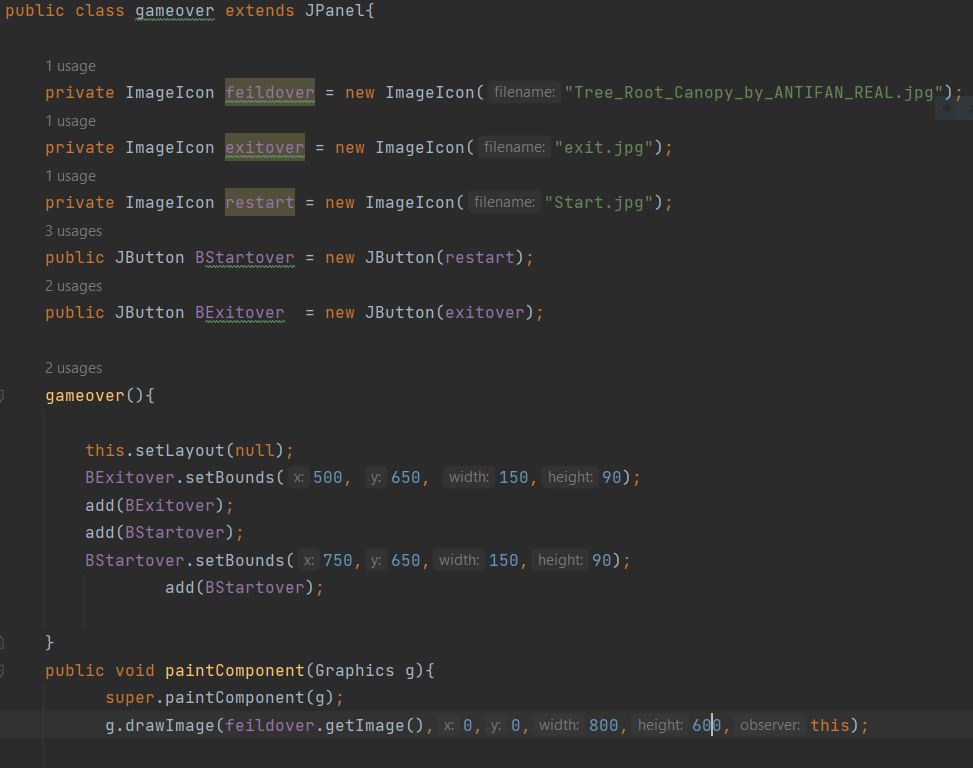 public class gameover extends JPanel{
1 usage
private ImageIcon feildover = new ImageIcon( filename: "Tree_Root_Canopy_by_ANTIFAN_REAL.jpg");
1 usage
private ImageIcon exitover = new ImageIcon( filename: "exit.jpg");
1 usage
private ImageIcon restart = new ImageIcon( filename: "Start.jpg");
3 usages
public JButton BStartover = new JButton(restart);
2 usages
public JButton BExitover  = new JButton(exitover);
2 usages
gameover(){
this.setLayout(null);
BExitover.setBounds( x: 500, y: 650, width: 150, height: 90);
add(BExitover);
add(BStartover);
BStartover.setBounds( x: 750, y: 650, width: 150, height: 90);
add(BStartover);
}
public void paintComponent(Graphics g){
super.paintComponent(g);
g.drawImage(feildover.getImage(), x: 0, y: 0, width: 800, height: 600, observer: this);